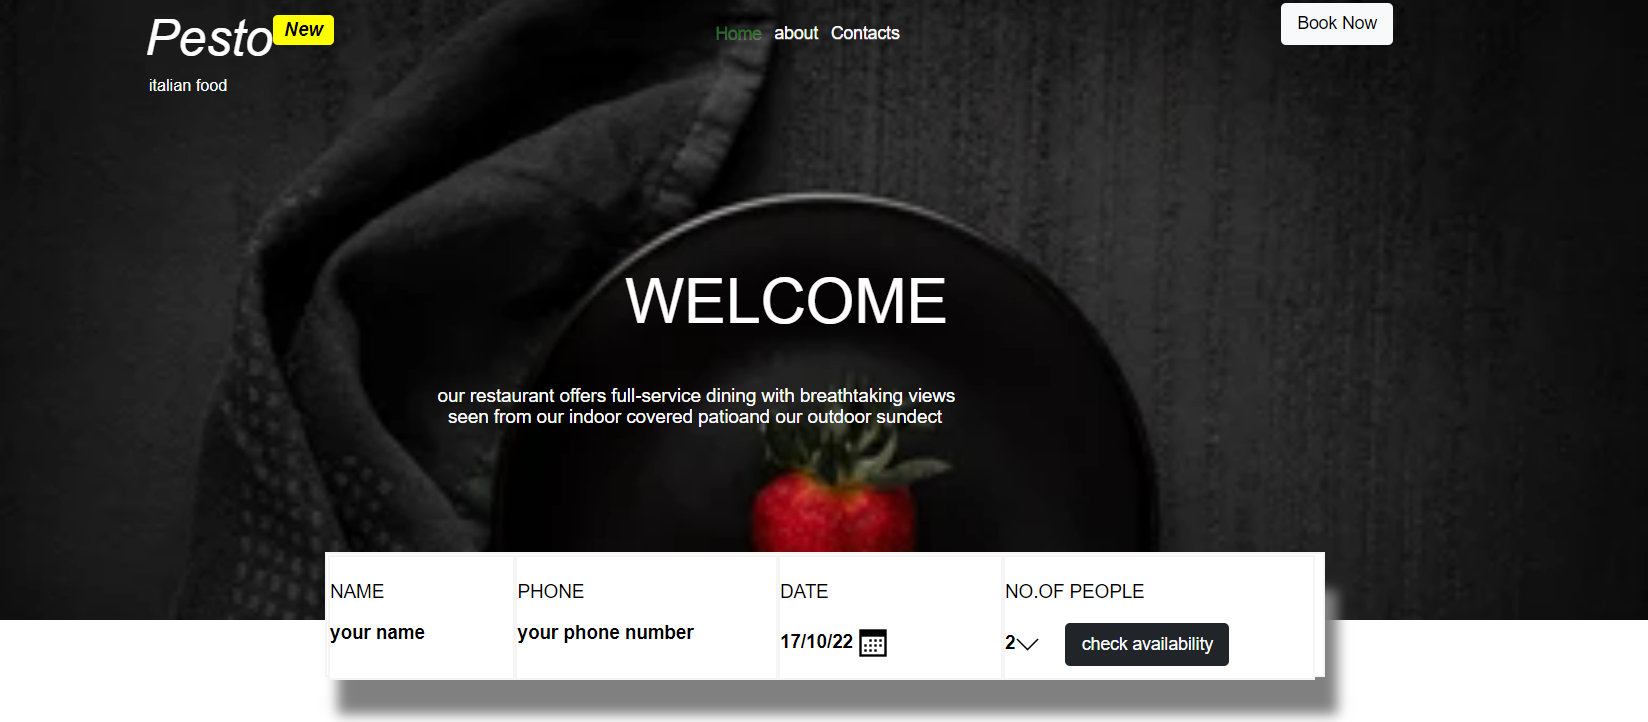 Pesto New
Home about Contacts
Book Now
italian food
WELCOME
our restaurant offers full-service dining with breathtaking views
seen from our indoor covered patioand our outdoor sundect
NAME PHONE DATE NO.OF PEOPLE
your name your phone number 17/10/22 2 check availability